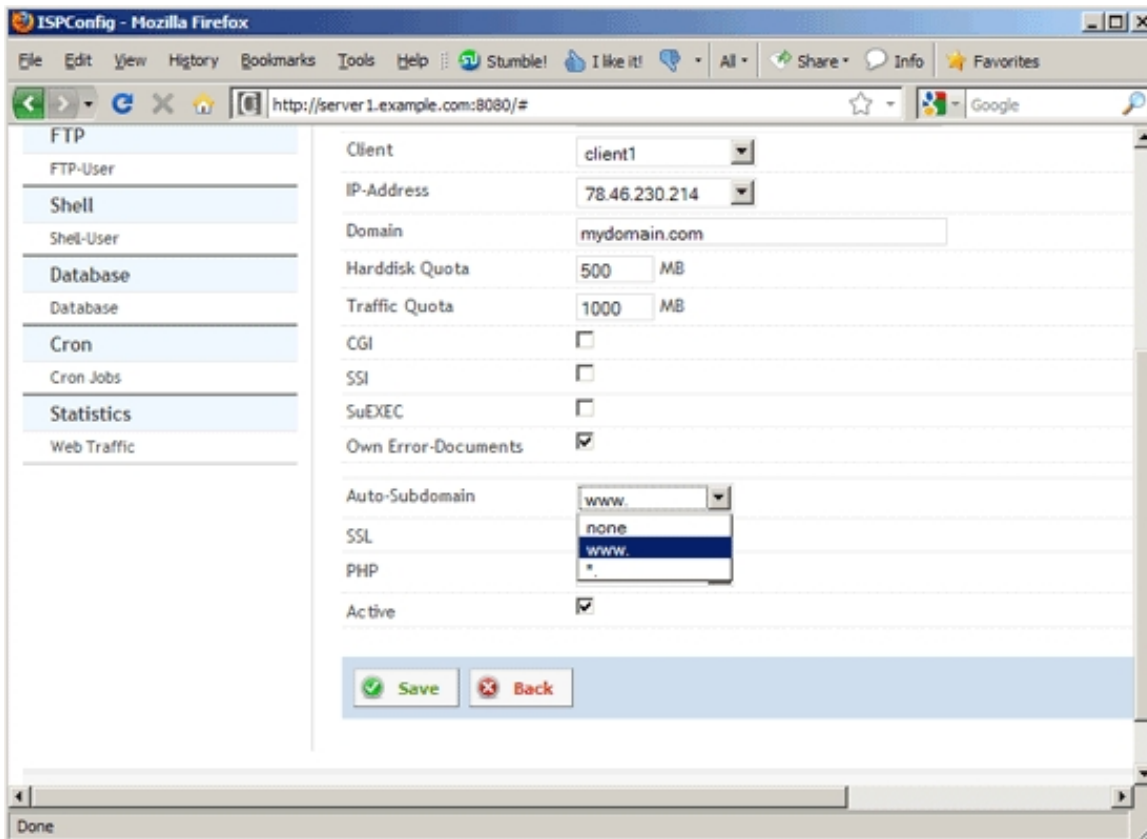 ISPConfig - Mozilla Firefox
File Edit View History Bookmarks Tools Help Stumble! I like it! All Share Info Favorites
http://server1.example.com:8080/# Google
FTP
FTP-User
Shell
Shell-User
Database
Database
Cron
Cron Jobs
Statistics
Web Traffic
Client client1
IP-Address 78.46.230.214
Domain mydomain.com
Harddisk Quota 500 MB
Traffic Quota 1000 MB
CGI
SSI
SuEXEC
Own Error-Documents
Auto-Subdomain www.
none
SSL www.
PHP *.
Active
Save Back
Done